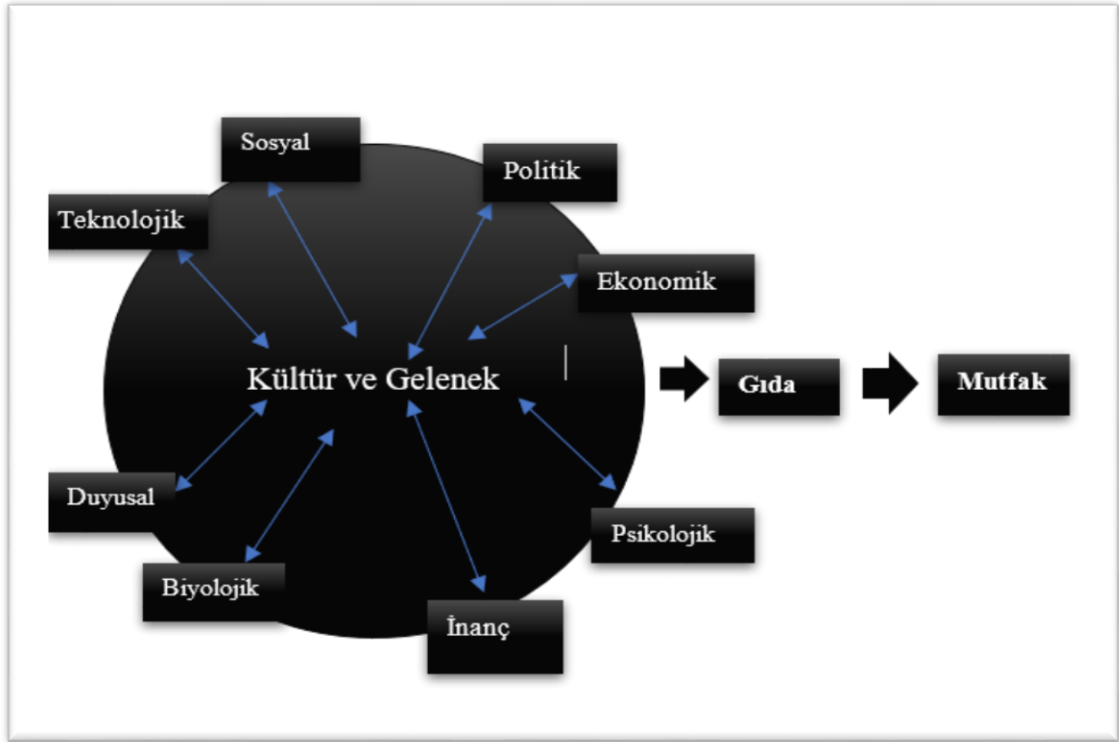 Sosyal
Politik
Teknolojik
Ekonomik
Kültür ve Gelenek
Gıda
Mutfak
Duyusal
Psikolojik
Biyolojik
İnanç